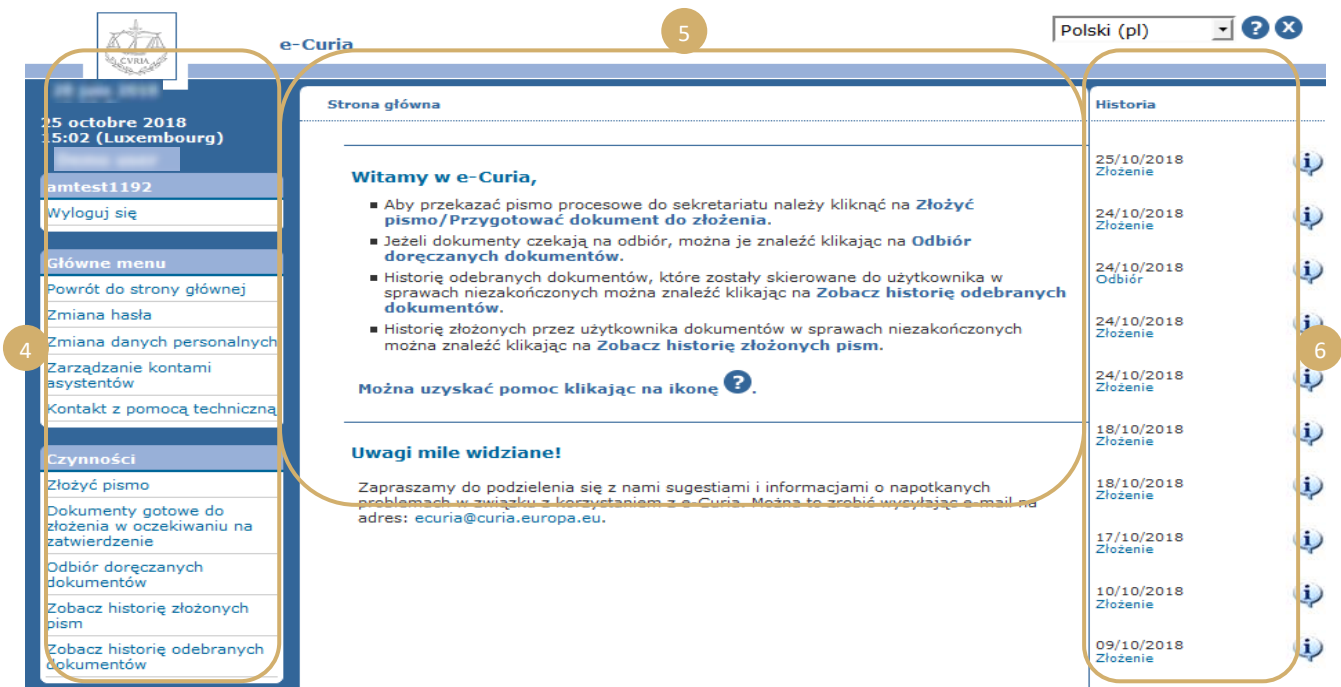 CVRIA
e-Curia
5
Polski (pl)
?
X
25 octobre 2018
15:02 (Luxembourg)
amtest1192
Wyloguj się
Główne menu
Powrót do strony głównej
Zmiana hasła
Zmiana danych personalnych
4
Zarządzanie kontami
asystentów
Kontakt z pomocą techniczną
Czynności
Złożyć pismo
Dokumenty gotowe do
złożenia w oczekiwaniu na
zatwierdzenie
Odbiór doręczanych
dokumentów
Zobacz historię złożonych
pism
Zobacz historię odebranych
dokumentów
Strona główna
Witamy w e-Curia,
▪ Aby przekazać pismo procesowe do sekretariatu należy kliknąć na Złożyć
pismo/Przygotować dokument do złożenia.
▪ Jeżeli dokumenty czekają na odbiór, można je znaleźć klikając na Odbiór
doręczanych dokumentów.
▪ Historię odebranych dokumentów, które zostały skierowane do użytkownika w
sprawach niezakończonych można znaleźć klikając na Zobacz historię odebranych
dokumentów.
▪ Historię złożonych przez użytkownika dokumentów w sprawach niezakończonych
można znaleźć klikając na Zobacz historię złożonych pism.
Można uzyskać pomoc klikając na ikonę ?.
Uwagi mile widziane!
Zapraszamy do podzielenia się z nami sugestiami i informacjami o napotkanych
problemach w związku z korzystaniem z e-Curia. Można to zrobić wysyłając e-mail na
adres: ecuria@curia.europa.eu.
Historia
25/10/2018
Złożenie
i
24/10/2018
Złożenie
i
24/10/2018
Odbiór
i
24/10/2018
Złożenie
i
6
24/10/2018
Złożenie
i
18/10/2018
Złożenie
i
18/10/2018
Złożenie
i
17/10/2018
Złożenie
i
10/10/2018
Złożenie
i
09/10/2018
Złożenie
i